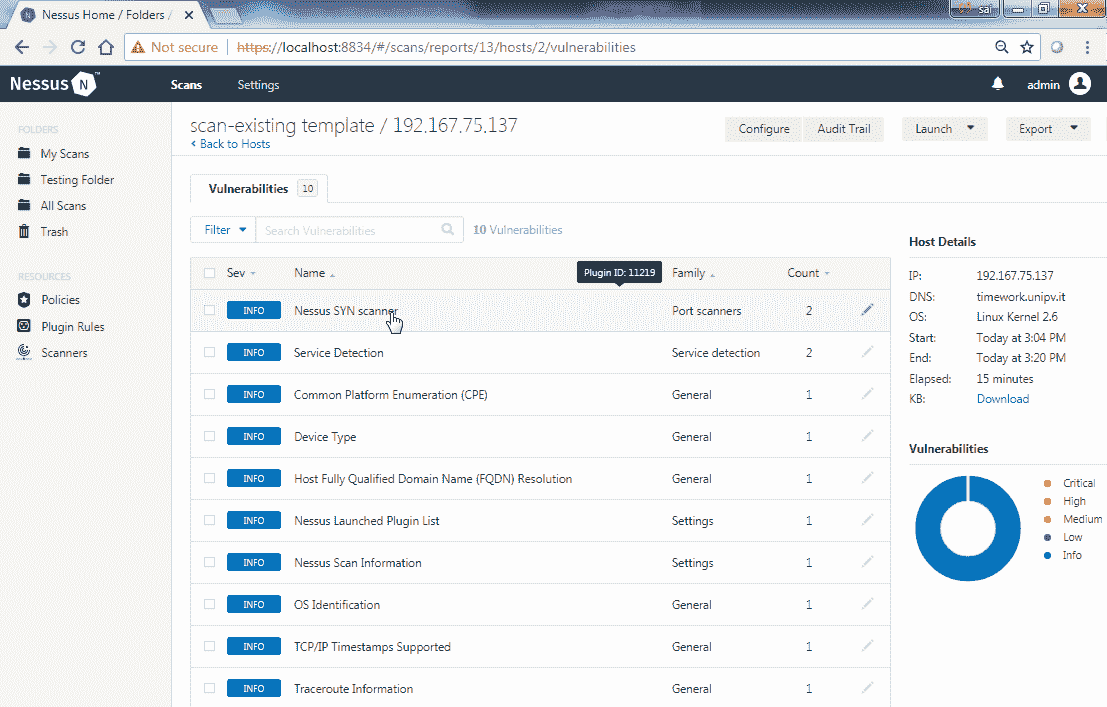 Nessus Home / Folders /
sai
Not secure
https://localhost:8834/#/scans/reports/13/hosts/2/vulnerabilities
Nessus N ™
Scans
Settings
admin
FOLDERS
My Scans
Testing Folder
All Scans
Trash
RESOURCES
Policies
Plugin Rules
Scanners
scan-existing template / 192.167.75.137
Back to Hosts
Configure
Audit Trail
Launch
Export
Vulnerabilities 10
Filter
Search Vulnerabilities
10 Vulnerabilities
Sev Name Family Count
Plugin ID: 11219
INFO Nessus SYN scanner Port scanners 2
INFO Service Detection Service detection 2
INFO Common Platform Enumeration (CPE) General 1
INFO Device Type General 1
INFO Host Fully Qualified Domain Name (FQDN) Resolution General 1
INFO Nessus Launched Plugin List Settings 1
INFO Nessus Scan Information Settings 1
INFO OS Identification General 1
INFO TCP/IP Timestamps Supported General 1
INFO Traceroute Information General 1
Host Details
IP: 192.167.75.137
DNS: timework.unipv.it
OS: Linux Kernel 2.6
Start: Today at 3:04 PM
End: Today at 3:20 PM
Elapsed: 15 minutes
KB: Download
Vulnerabilities
Critical
High
Medium
Low
Info